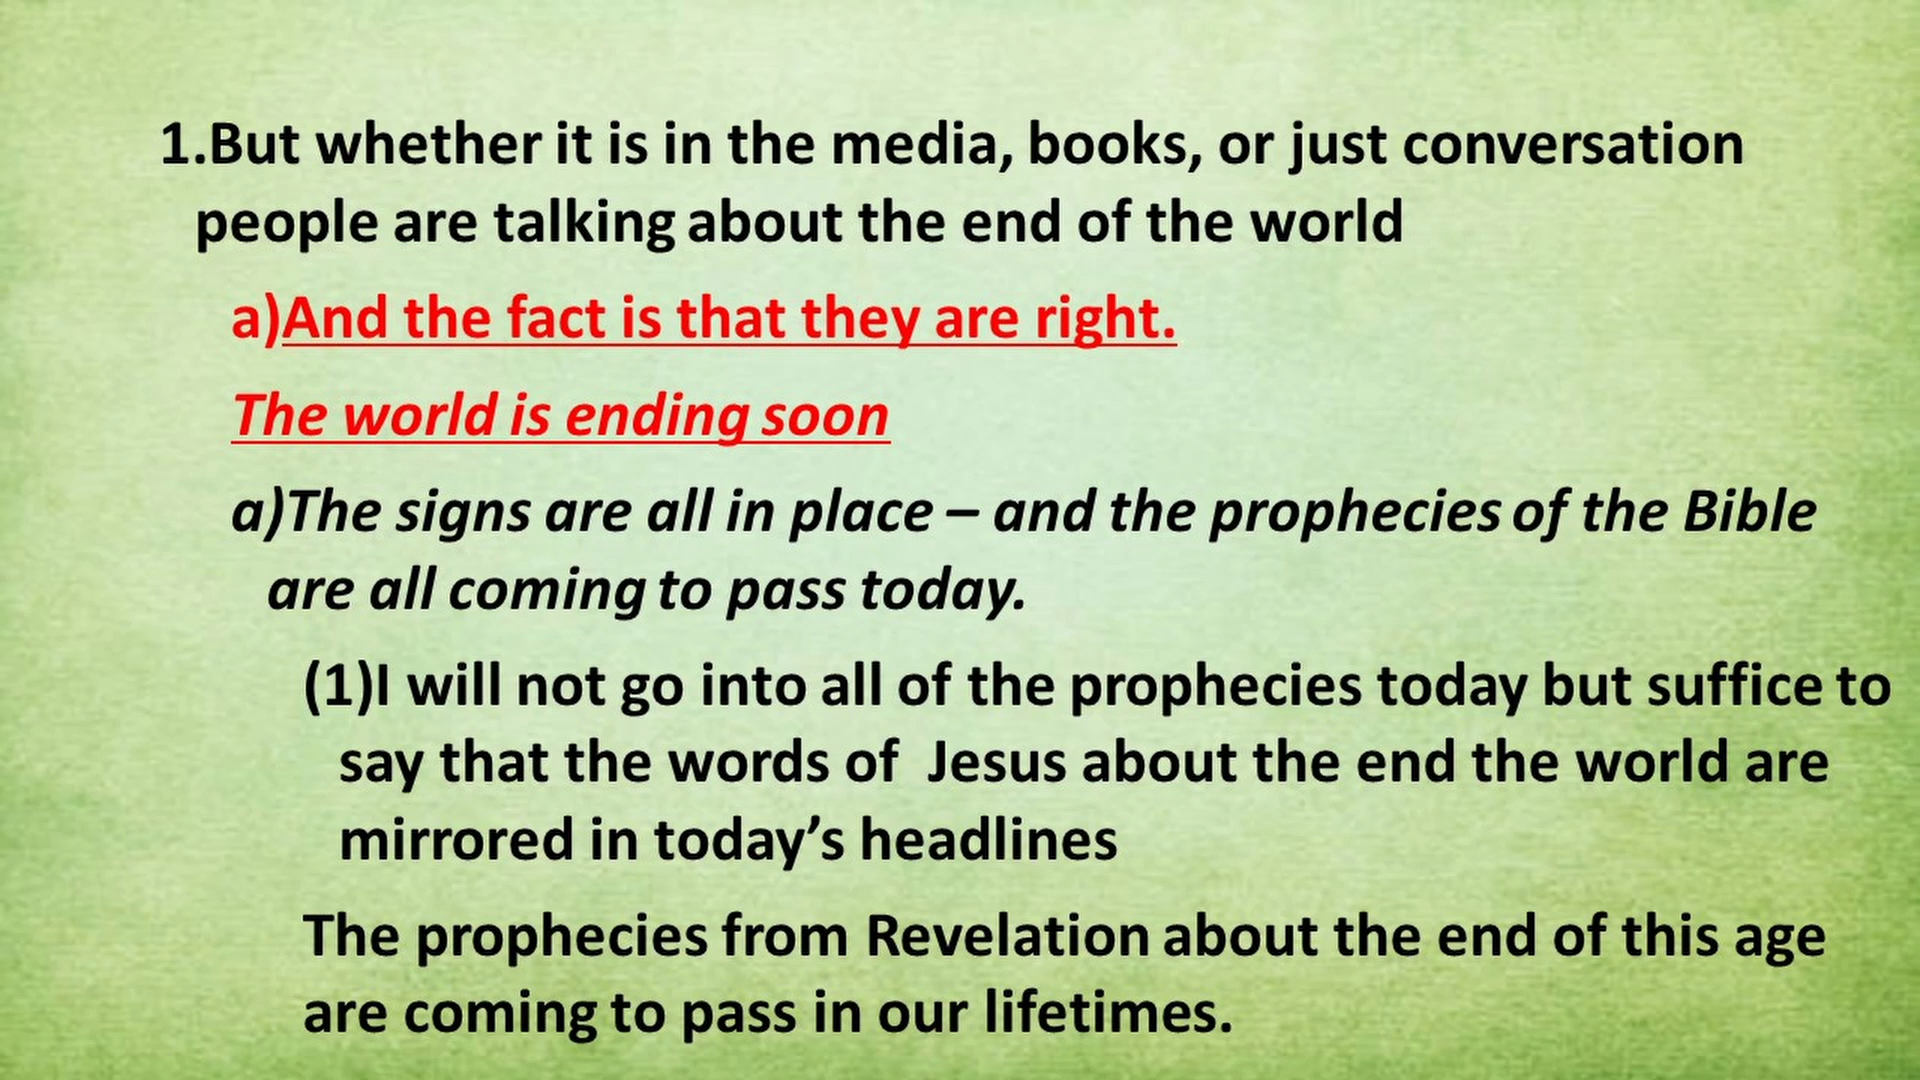 1.But whether it is in the media, books, or just conversation
people are talking about the end of the world
a)And the fact is that they are right.
The world is ending soon
a)The signs are all in place – and the prophecies of the Bible
are all coming to pass today.
(1)I will not go into all of the prophecies today but suffice to
say that the words of  Jesus about the end the world are
mirrored in today’s headlines
The prophecies from Revelation about the end of this age
are coming to pass in our lifetimes.